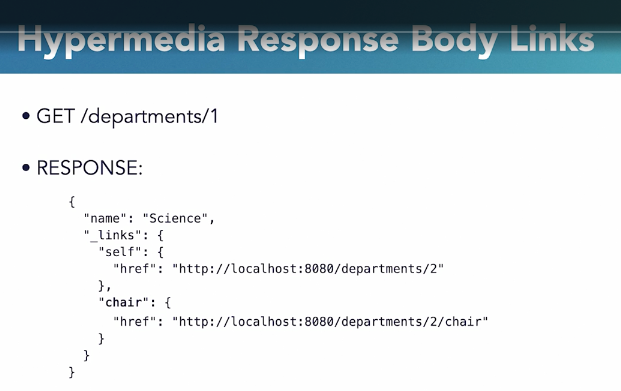 Hypermedia Response Body Links
• GET /departments/1
• RESPONSE:
{
"name": "Science",
"_links": {
"self": {
"href": "http://localhost:8080/departments/2"
},
"chair": {
"href": "http://localhost:8080/departments/2/chair"
}
}
}